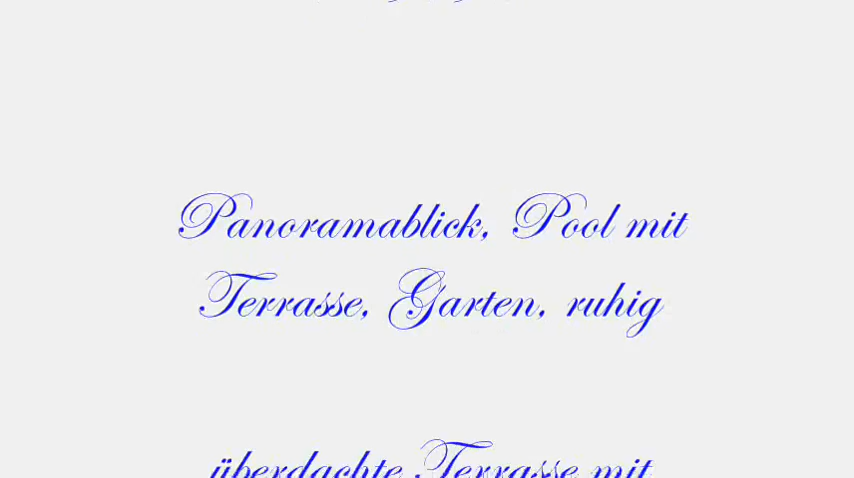 Panoramablick, Pool mit
Terrasse, Garten, ruhig
überdachte Terrasse mit